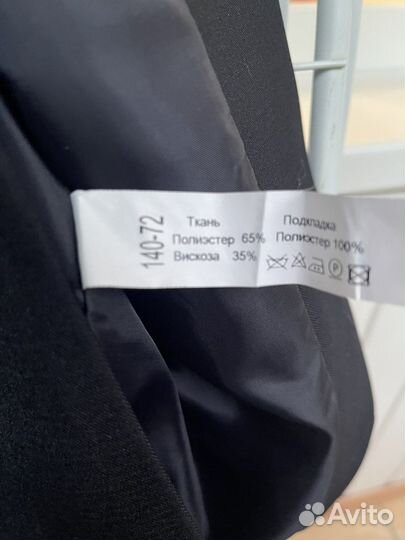 140-72
Ткань
Полиэстер 65%
Вискоза 35%
Подкладка
Полиэстер 100%
P
Avito